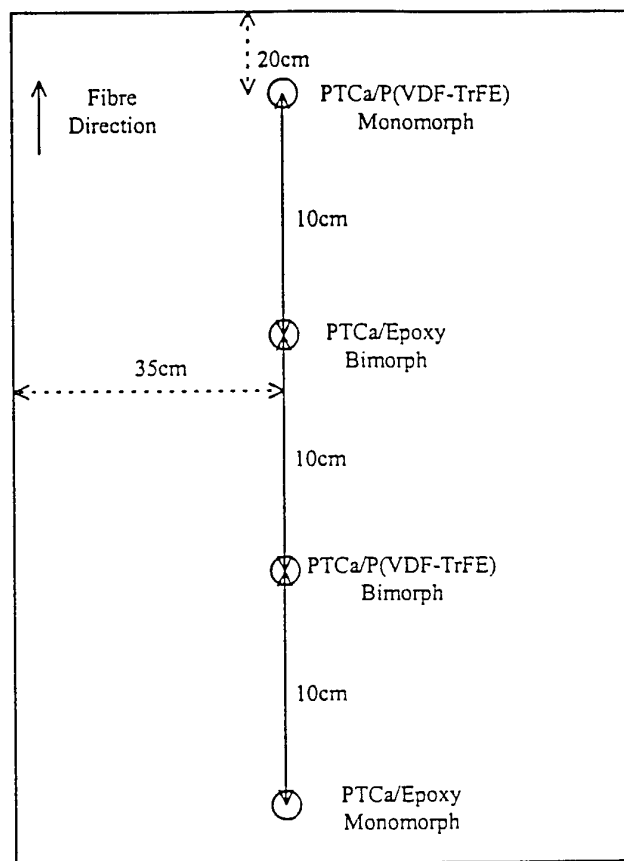 20cm
Fibre
Direction
PTCa/P(VDF-TrFE)
Monomorph
10cm
PTCa/Epoxy
Bimorph
35cm
10cm
PTCa/P(VDF-TrFE)
Bimorph
10cm
PTCa/Epoxy
Monomorph